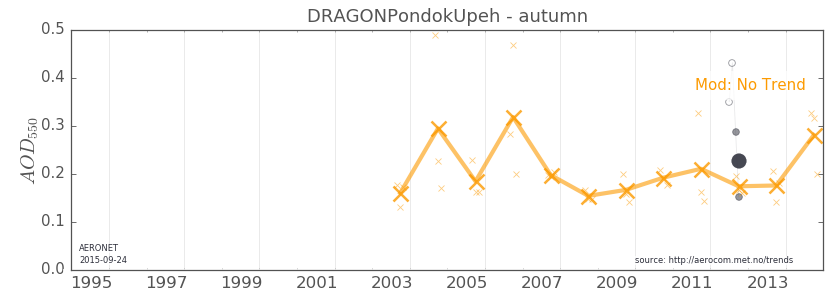 DRAGONPondokUpeh - autumn
0.5
0.4
0.3
0.2
0.1
0.0
AOD550
Mod: No Trend
AERONET
2015-09-24
source: http://aerocom.met.no/trends
1995 1997 1999 2001 2003 2005 2007 2009 2011 2013